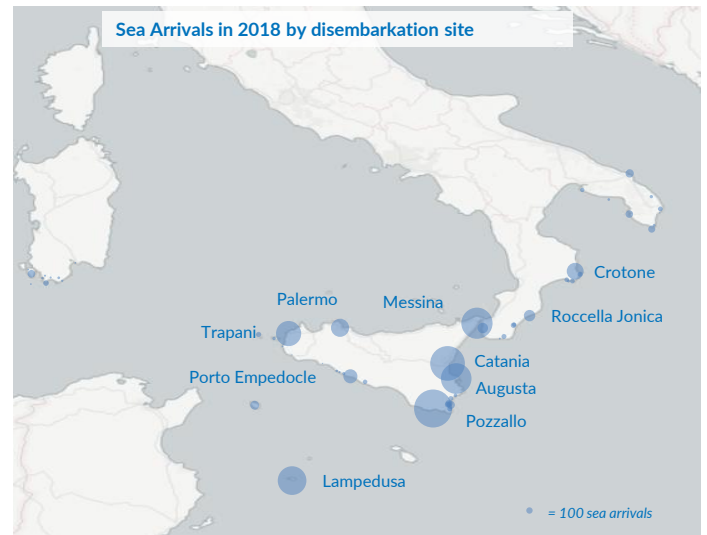 Sea Arrivals in 2018 by disembarkation site
Crotone
Palermo
Messina
Roccella Jonica
Trapani
Catania
Porto Empedocle
Augusta
Pozzallo
Lampedusa
= 100 sea arrivals